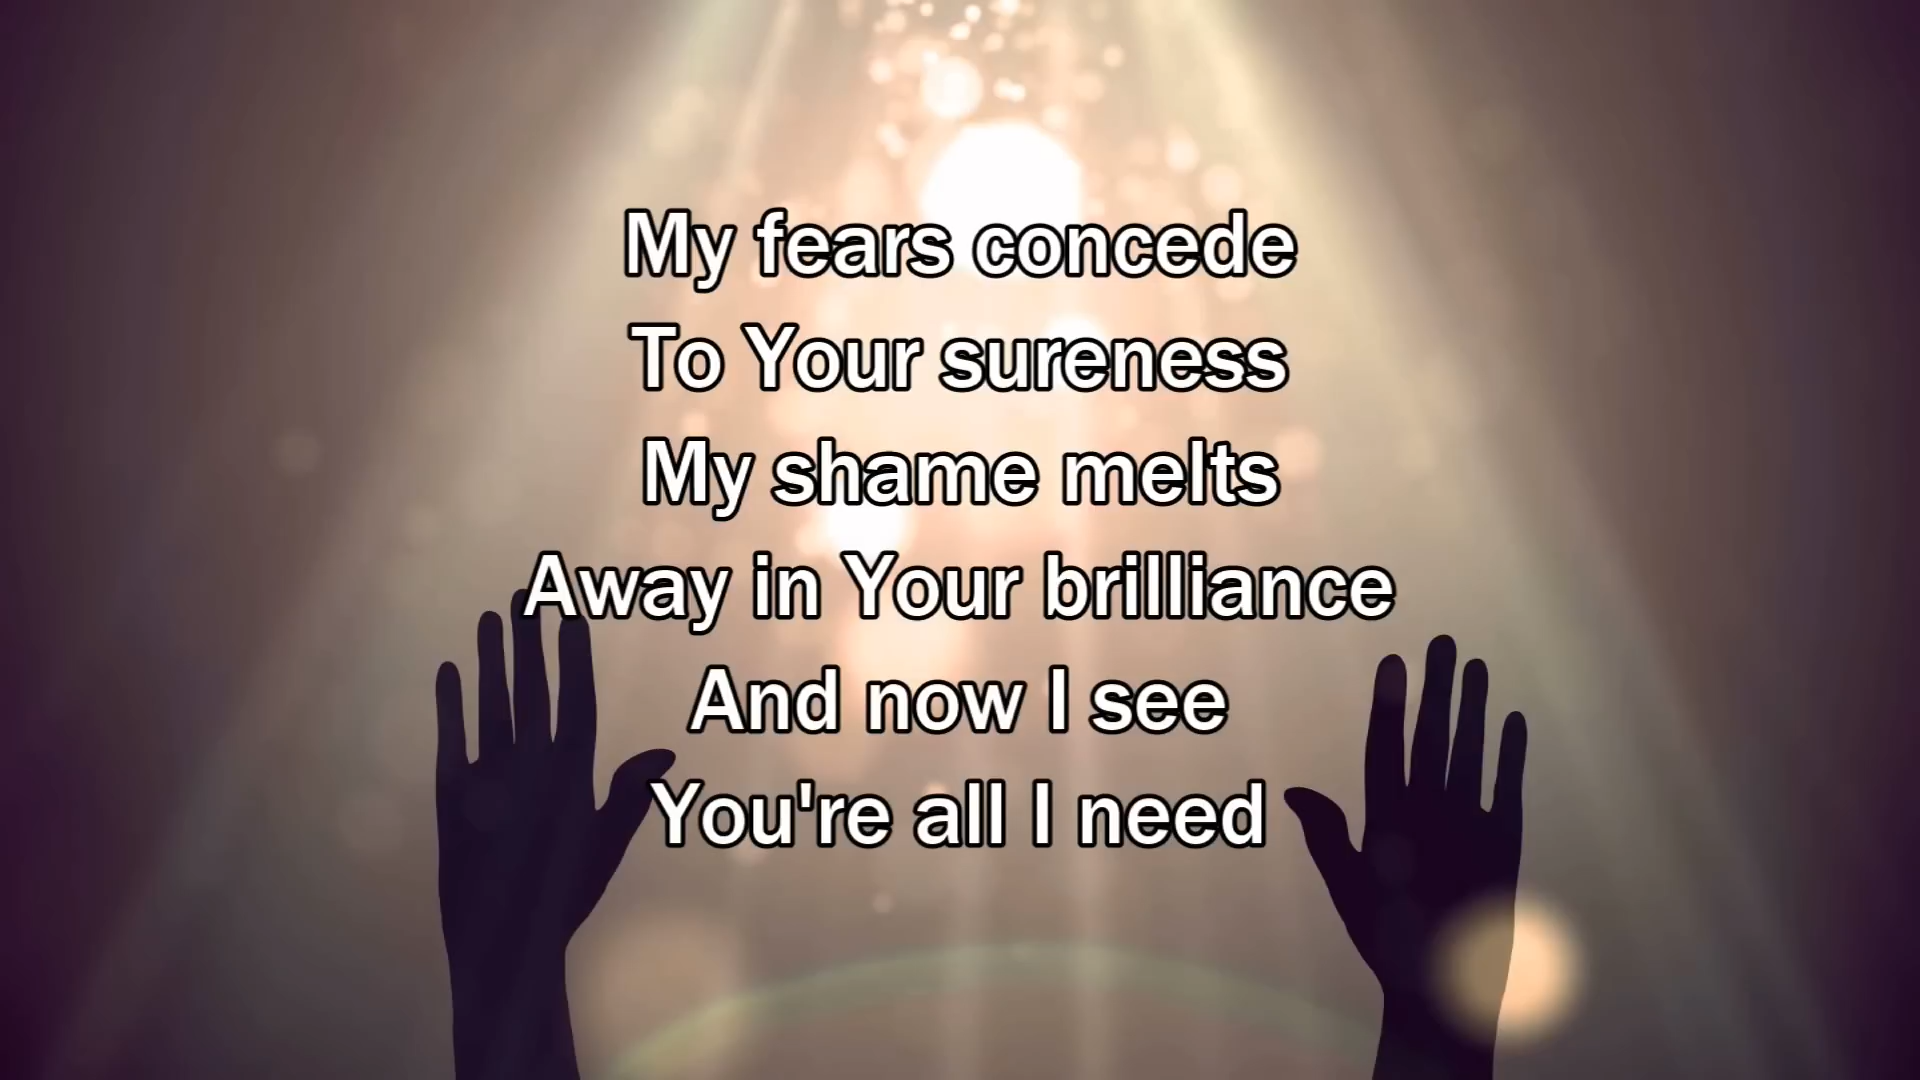 My fears concede
To Your sureness
My shame melts
Away in Your brilliance
And now I see
You're all I need